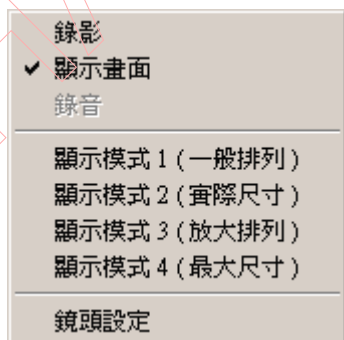 錄影
顯示畫面
錄音
顯示模式 1 ( 一般排列 )
顯示模式 2 ( 實際尺寸 )
顯示模式 3 ( 放大排列 )
顯示模式 4 ( 最大尺寸 )
鏡頭設定